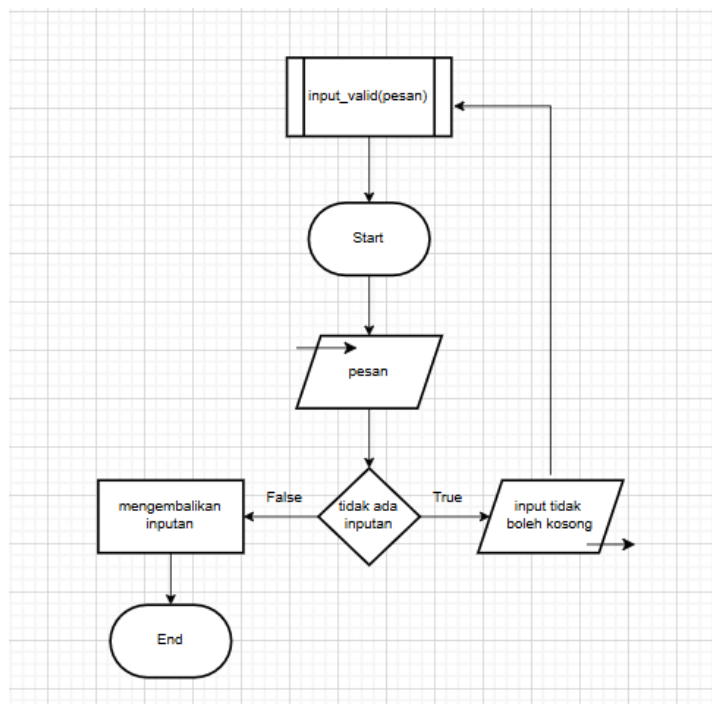 input_valid(pesan)
Start
pesan
False
tidak ada
inputan
True
mengembalikan
inputan
input tidak
boleh kosong
End